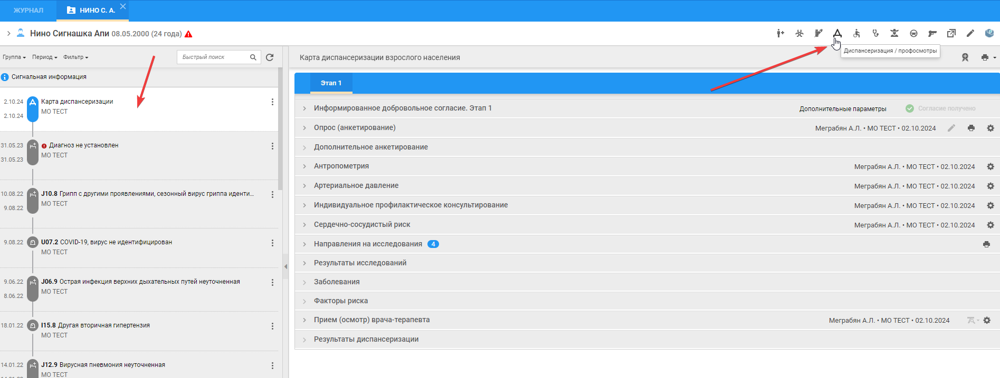 ЖУРНАЛ
НИНО С. А.
Нино Сигнашка Апи 08.05.2000 (24 года)
Диспансеризация / профосмотры
Группа
Период
Фильтр
Быстрый поиск
Сигнальная информация
2.10.24
2.10.24
Карта диспансеризации
МО ТЕСТ
31.05.23
31.05.23
Диагноз не установлен
МО ТЕСТ
10.08.22
9.08.22
J10.8 Грипп с другими проявлениями, сезонный вирус гриппа иденти…
МО ТЕСТ
9.08.22
U07.2 COVID-19, вирус не идентифицирован
МО ТЕСТ
9.06.22
8.06.22
J06.9 Острая инфекция верхних дыхательных путей неуточненная
МО ТЕСТ
18.01.22
I15.8 Другая вторичная гипертензия
МО ТЕСТ
14.01.22
J12.9 Вирусная пневмония неуточненная
МО ТЕСТ
Карта диспансеризации взрослого населения
Этап 1
Информированное добровольное согласие. Этап 1
Дополнительные параметры
Согласие получено
Опрос (анкетирование)
Меграбян А.Л. • МО ТЕСТ • 02.10.2024
Дополнительное анкетирование
Антропометрия
Меграбян А.Л. • МО ТЕСТ • 02.10.2024
Артериальное давление
Меграбян А.Л. • МО ТЕСТ • 02.10.2024
Индивидуальное профилактическое консультирование
Меграбян А.Л. • МО ТЕСТ • 02.10.2024
Сердечно-сосудистый риск
Меграбян А.Л. • МО ТЕСТ • 02.10.2024
Направления на исследования 4
Результаты исследований
Заболевания
Факторы риска
Прием (осмотр) врача-терапевта
Меграбян А.Л. • МО ТЕСТ • 02.10.2024
Результаты диспансеризации